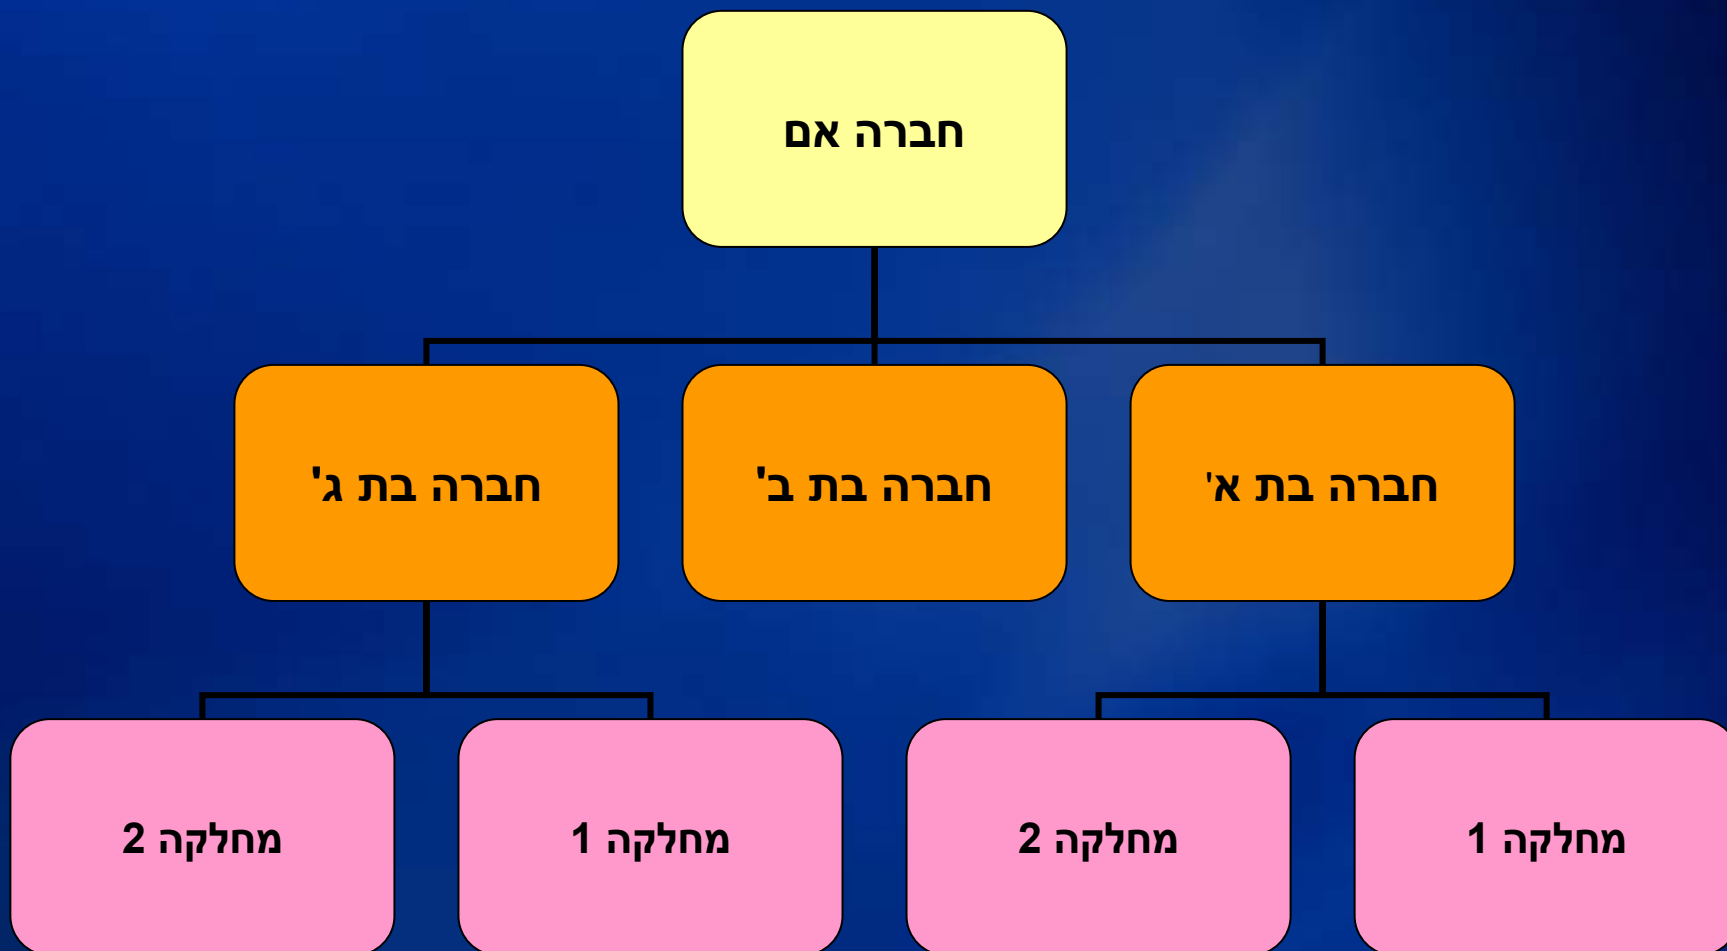 חברה אם
חברה בת א'
חברה בת ב'
חברה בת ג'
מחלקה 1
מחלקה 2
מחלקה 1
מחלקה 2